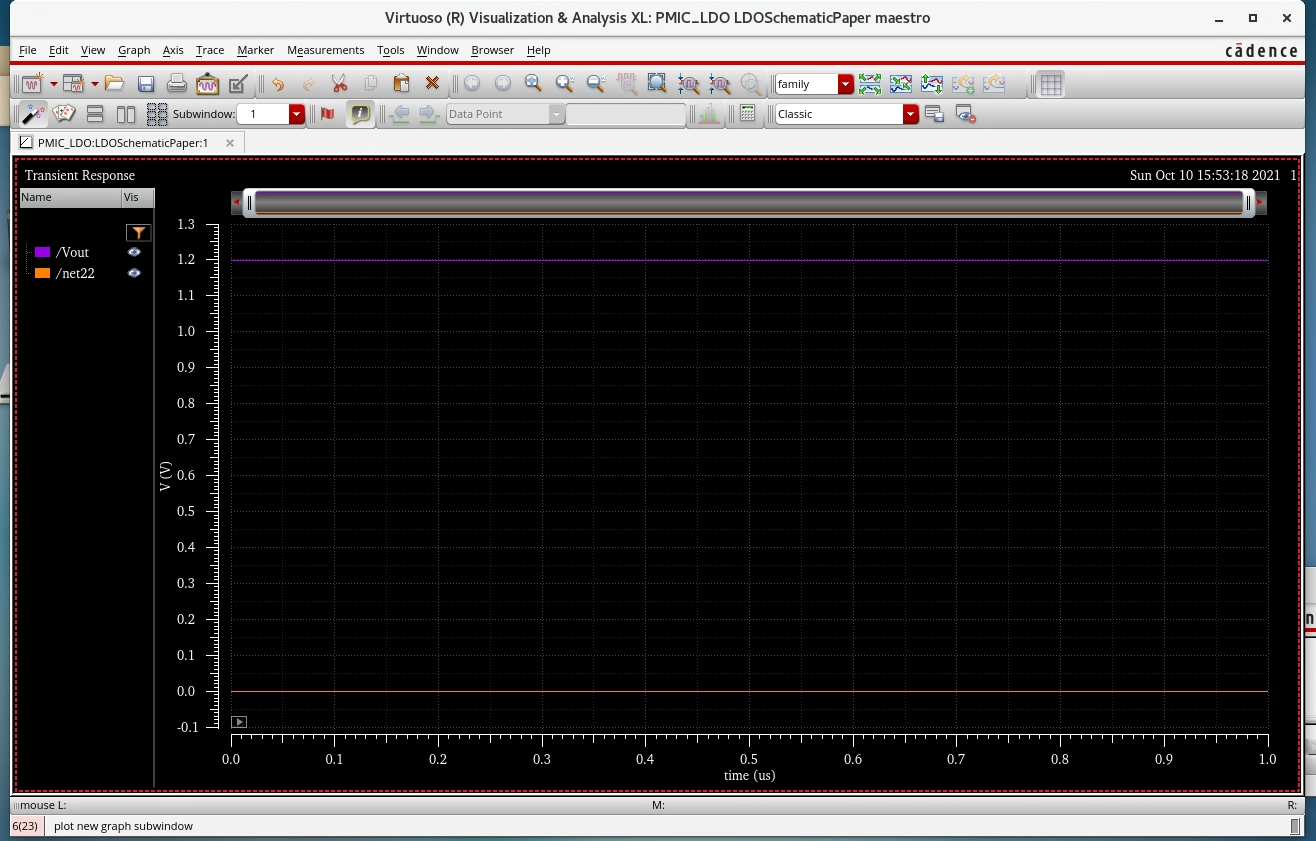 Virtuoso (R) Visualization & Analysis XL: PMIC_LDO LDOSchematicPaper maestro
File Edit View Graph Axis Trace Marker Measurements Tools Window Browser Help
cādence
family
Subwindow: 1
Data Point
Classic
PMIC_LDO:LDOSchematicPaper:1
Transient Response
Sun Oct 10 15:53:18 2021 1
Name Vis
/Vout
/net22
1.3
1.2
1.1
1.0
0.9
0.8
0.7
0.6
0.5
0.4
0.3
0.2
0.1
0.0
-0.1
V (V)
0.0 0.1 0.2 0.3 0.4 0.5 0.6 0.7 0.8 0.9 1.0
time (us)
mouse L: M: R:
6(23) plot new graph subwindow